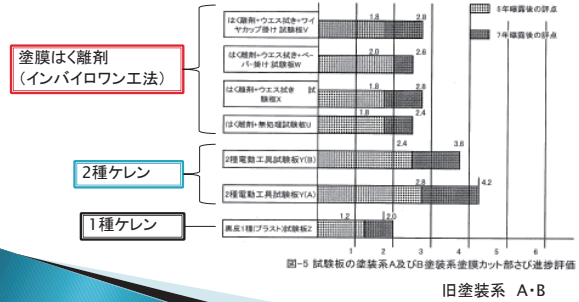 塗膜はく離剤
（インバイロワン工法）
2種ケレン
1種ケレン
はく離剤+ウエス拭き+ワイ
ヤカップ掛け 試験板V
はく離剤+ウエス拭き+ペー
パー掛け 試験板W
はく離剤+ウエス拭き 試
験板X
はく離剤+無処理試験板U
2種電動工具試験板Y(B)
2種電動工具試験板Y(A)
黒皮1種(ブラスト)試験板Z
1.8 2.8
2.0 2.6
1.8 2.8
1.8 2.4
2.4 3.8
2.8 4.2
1.2 2.0
5年曝露後の評点
7年曝露後の評点
1 2 3 4 5 6
図-5 試験板の塗装系A及びB塗装系塗膜カット部さび進捗評価
旧塗装系 A・B